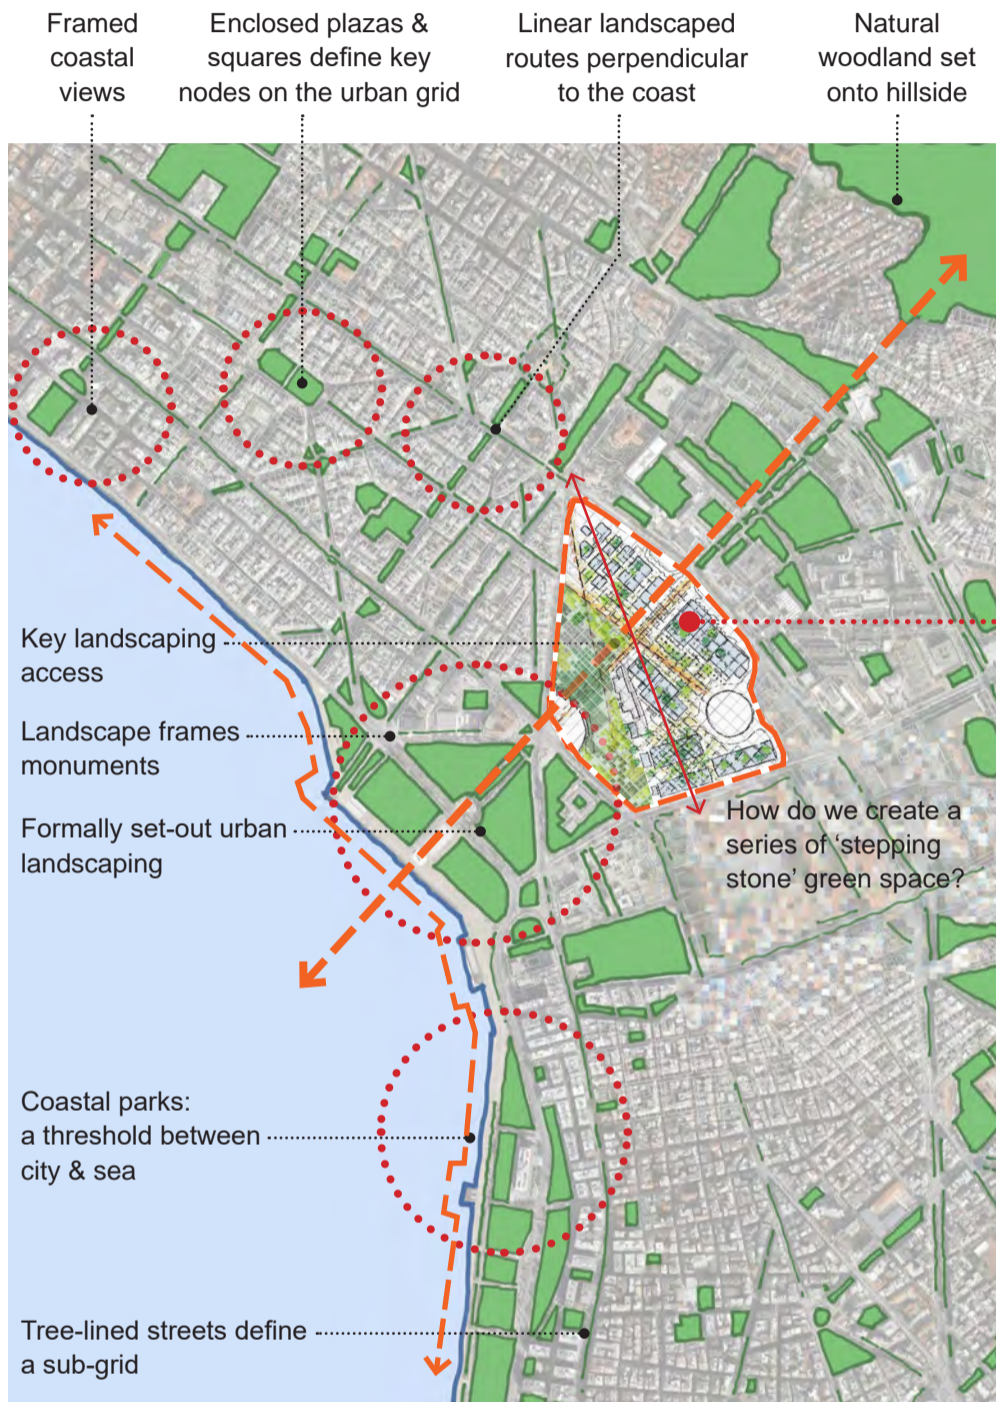 Framed
coastal
views
Enclosed plazas &
squares define key
nodes on the urban grid
Linear landscaped
routes perpendicular
to the coast
Natural
woodland set
onto hillside
Key landscaping
access
Landscape frames
monuments
Formally set-out urban
landscaping
How do we create a
series of ‘stepping
stone’ green space?
Coastal parks:
a threshold between
city & sea
Tree-lined streets define
a sub-grid